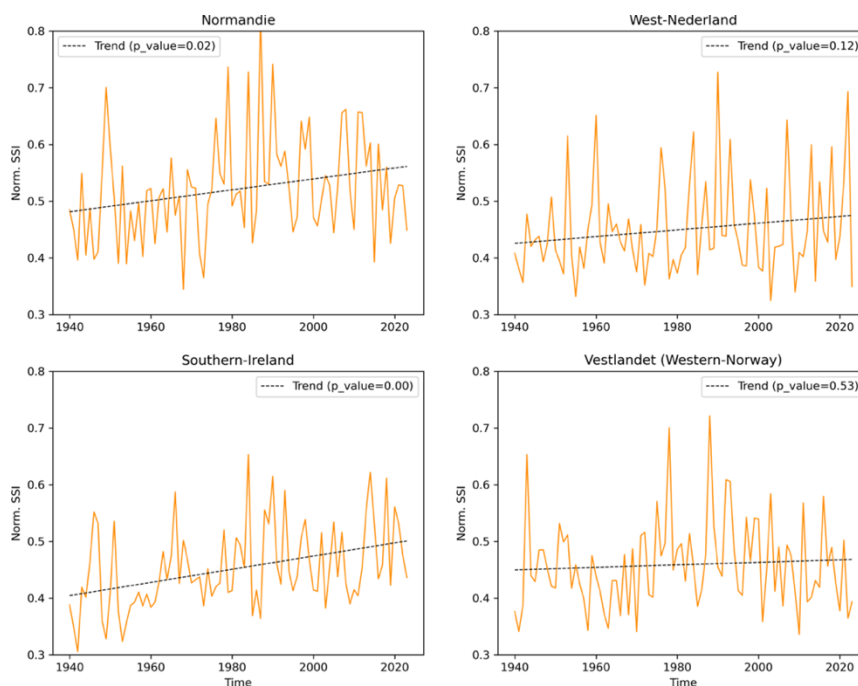 Normandie
Trend (p_value=0.02)
Norm. SSI
0.8
0.7
0.6
0.5
0.4
0.3
1940 1960 1980 2000 2020
West-Nederland
Trend (p_value=0.12)
Norm. SSI
0.8
0.7
0.6
0.5
0.4
0.3
1940 1960 1980 2000 2020
Southern-Ireland
Trend (p_value=0.00)
Norm. SSI
0.8
0.7
0.6
0.5
0.4
0.3
1940 1960 1980 2000 2020
Time
Vestlandet (Western-Norway)
Trend (p_value=0.53)
Norm. SSI
0.8
0.7
0.6
0.5
0.4
0.3
1940 1960 1980 2000 2020
Time